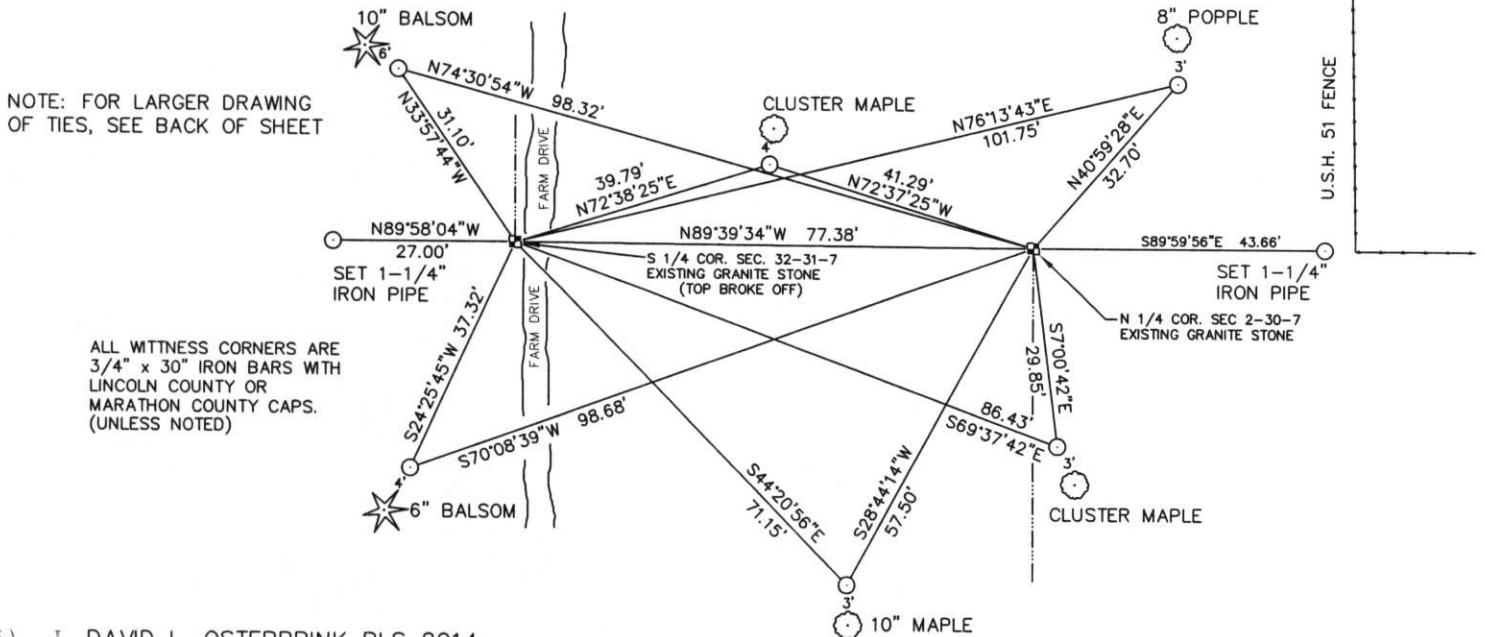 10" BALSOM
8" POPPLE
6'
3'
NOTE: FOR LARGER DRAWING
OF TIES, SEE BACK OF SHEET
N74°30'54"W 98.32'
CLUSTER MAPLE
4'
N76°13'43"E
101.75'
U.S.H. 51 FENCE
N33°57'44"W
31.10'
FARM DRIVE
39.79'
N72°38'25"E
41.29'
N72°37'25"W
N40°59'28"E
32.70'
N89°58'04"W
27.00'
N89°39'34"W 77.38'
S89°59'56"E 43.66'
SET 1-1/4"
IRON PIPE
S 1/4 COR. SEC. 32-31-7
EXISTING GRANITE STONE
(TOP BROKE OFF)
SET 1-1/4"
IRON PIPE
N 1/4 COR. SEC 2-30-7
EXISTING GRANITE STONE
ALL WITTNESS CORNERS ARE
3/4" x 30" IRON BARS WITH
LINCOLN COUNTY OR
MARATHON COUNTY CAPS.
(UNLESS NOTED)
S24°25'45"W 37.32'
FARM DRIVE
S7°00'42"E
29.85'
S70°08'39"W 98.68'
86.43'
S69°37'42"E
4'
6" BALSOM
S44°20'56"E
71.15'
S28°44'14"W
57.50'
3'
CLUSTER MAPLE
3'
10" MAPLE
I, DAVID L. OSTERBRINK RLS 2014